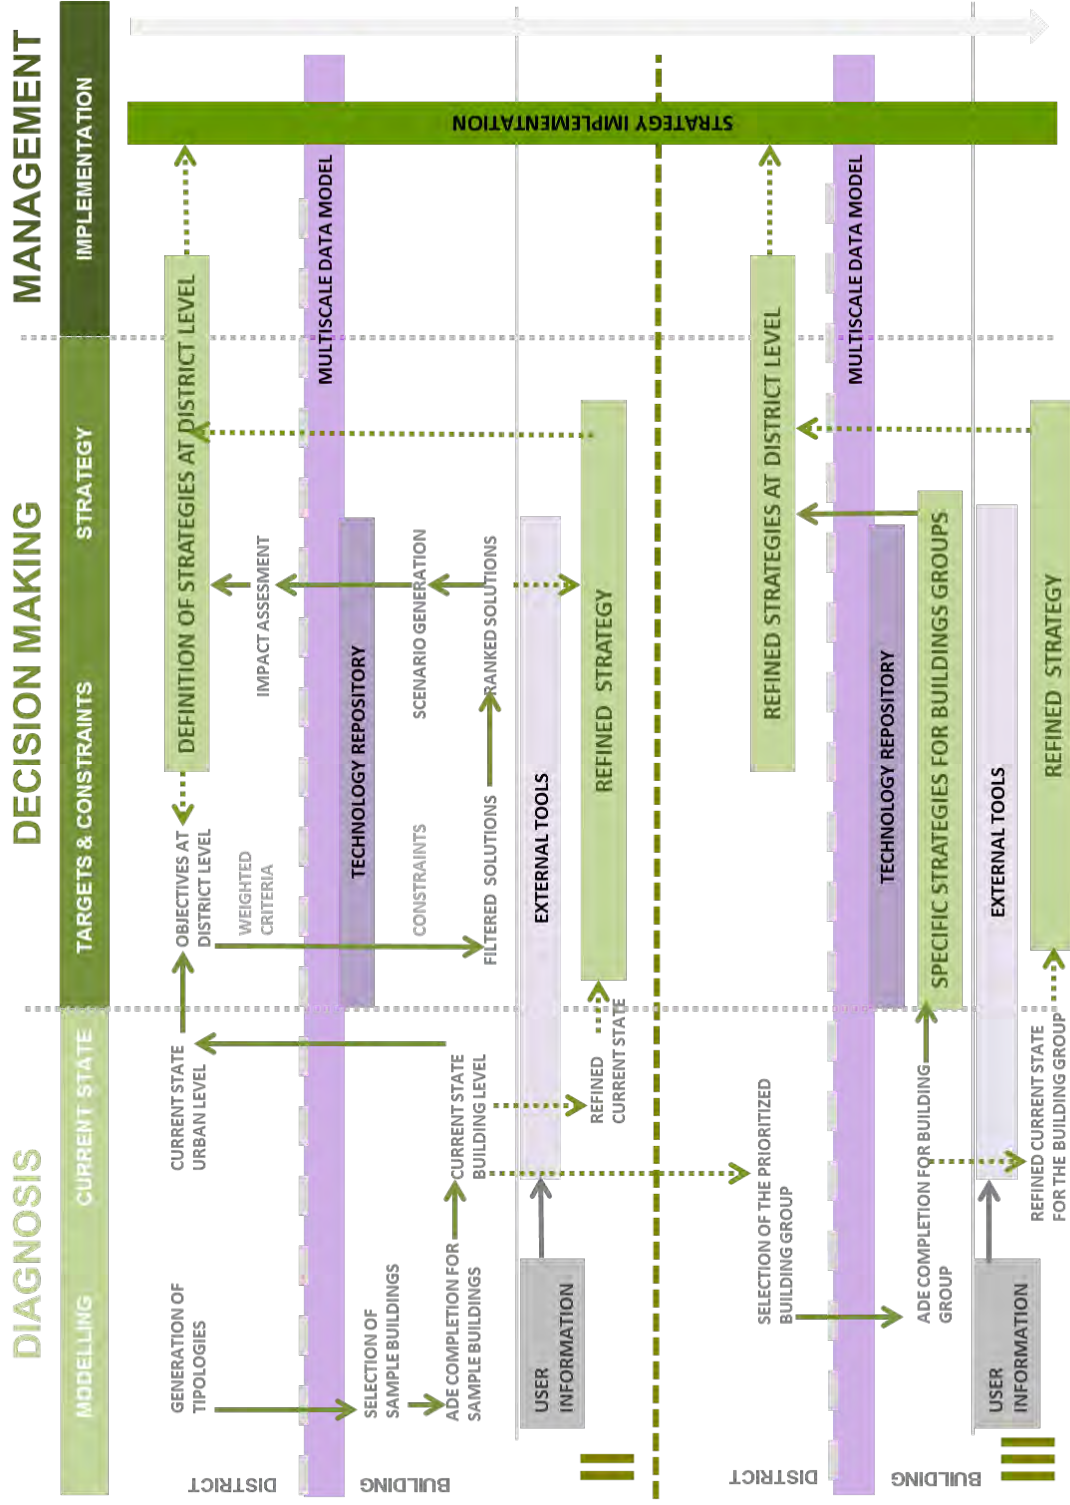 DIAGNOSIS
DECISION MAKING
MANAGEMENT
MODELLING
CURRENT STATE
TARGETS & CONSTRAINTS
STRATEGY
IMPLEMENTATION
DISTRICT
GENERATION OF
TIPOLOGIES
CURRENT STATE
URBAN LEVEL
OBJECTIVES AT
DISTRICT LEVEL
WEIGHTED
CRITERIA
DEFINITION OF STRATEGIES AT DISTRICT LEVEL
IMPACT ASSESMENT
MULTISCALE DATA MODEL
TECHNOLOGY REPOSITORY
BUILDING
SELECTION OF
SAMPLE BUILDINGS
ADE COMPLETION FOR
SAMPLE BUILDINGS
CURRENT STATE
BUILDING LEVEL
CONSTRAINTS
FILTERED SOLUTIONS
SCENARIO GENERATION
RANKED SOLUTIONS
USER
INFORMATION
EXTERNAL TOOLS
REFINED
CURRENT STATE
REFINED STRATEGY
STRATEGY IMPLEMENTATION
II
DISTRICT
SELECTION OF THE PRIORITIZED
BUILDING GROUP
REFINED STRATEGIES AT DISTRICT LEVEL
MULTISCALE DATA MODEL
TECHNOLOGY REPOSITORY
BUILDING
ADE COMPLETION FOR BUILDING
GROUP
SPECIFIC STRATEGIES FOR BUILDINGS GROUPS
USER
INFORMATION
EXTERNAL TOOLS
REFINED CURRENT STATE
FOR THE BUILDING GROUP
REFINED STRATEGY
III